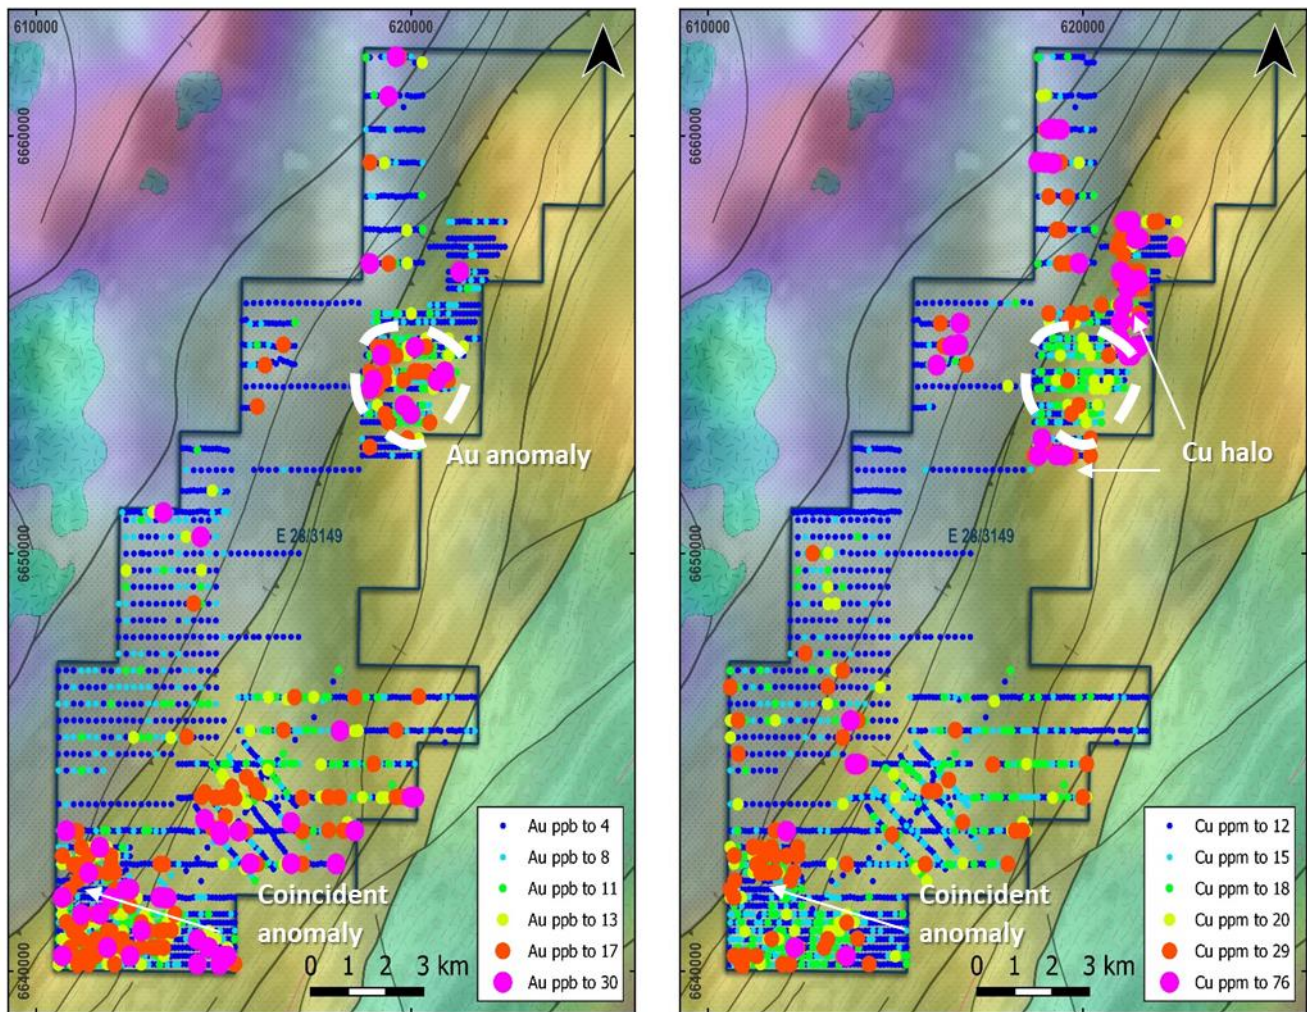 610000
620000
6660000
6650000
6640000
Au anomaly
E 28/3149
Coincident
anomaly
0 1 2 3 km
Au ppb to 4
Au ppb to 8
Au ppb to 11
Au ppb to 13
Au ppb to 17
Au ppb to 30
610000
620000
6660000
6650000
6640000
Cu halo
E 28/3149
Coincident
anomaly
0 1 2 3 km
Cu ppm to 12
Cu ppm to 15
Cu ppm to 18
Cu ppm to 20
Cu ppm to 29
Cu ppm to 76